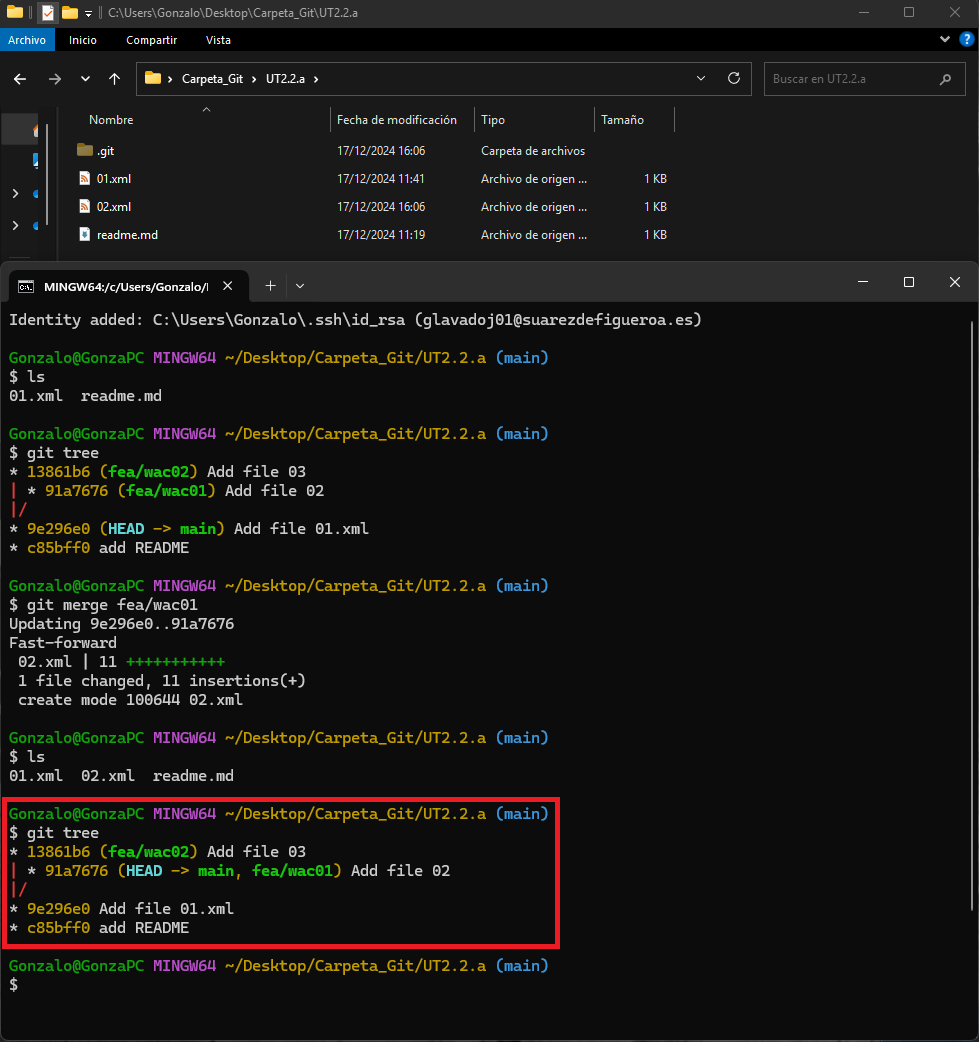 C:\Users\Gonzalo\Desktop\Carpeta_Git\UT2.2.a
Archivo Inicio Compartir Vista
Carpeta_Git › UT2.2.a › Buscar en UT2.2.a
Nombre Fecha de modificación Tipo Tamaño
.git 17/12/2024 16:06 Carpeta de archivos
01.xml 17/12/2024 11:41 Archivo de origen ... 1 KB
02.xml 17/12/2024 16:06 Archivo de origen ... 1 KB
readme.md 17/12/2024 11:19 Archivo de origen ... 1 KB
MINGW64:/c/Users/Gonzalo/
Identity added: C:\Users\Gonzalo\.ssh\id_rsa (glavadoj01@suarezdefigueroa.es)
Gonzalo@GonzaPC MINGW64 ~/Desktop/Carpeta_Git/UT2.2.a (main)
$ ls
01.xml  readme.md
Gonzalo@GonzaPC MINGW64 ~/Desktop/Carpeta_Git/UT2.2.a (main)
$ git tree
* 13861b6 (fea/wac02) Add file 03
| * 91a7676 (fea/wac01) Add file 02
|/
* 9e296e0 (HEAD -> main) Add file 01.xml
* c85bff0 add README
Gonzalo@GonzaPC MINGW64 ~/Desktop/Carpeta_Git/UT2.2.a (main)
$ git merge fea/wac01
Updating 9e296e0..91a7676
Fast-forward
 02.xml | 11 +++++++++++
 1 file changed, 11 insertions(+)
 create mode 100644 02.xml
Gonzalo@GonzaPC MINGW64 ~/Desktop/Carpeta_Git/UT2.2.a (main)
$ ls
01.xml  02.xml  readme.md
Gonzalo@GonzaPC MINGW64 ~/Desktop/Carpeta_Git/UT2.2.a (main)
$ git tree
* 13861b6 (fea/wac02) Add file 03
| * 91a7676 (HEAD -> main, fea/wac01) Add file 02
|/
* 9e296e0 Add file 01.xml
* c85bff0 add README
Gonzalo@GonzaPC MINGW64 ~/Desktop/Carpeta_Git/UT2.2.a (main)
$